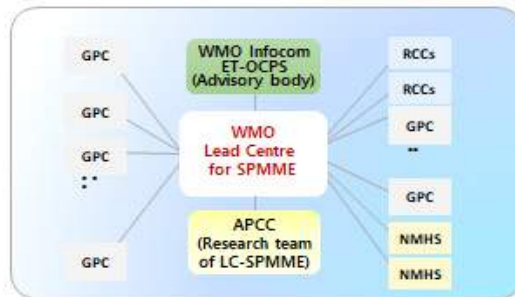 GPC
GPC
GPC
GPC
WMO Infocom
ET-OCPS
(Advisory body)
WMO
Lead Centre
for SPMME
APCC
(Research team
of LC-SPMME)
RCCs
RCCs
GPC
GPC
NMHS
NMHS